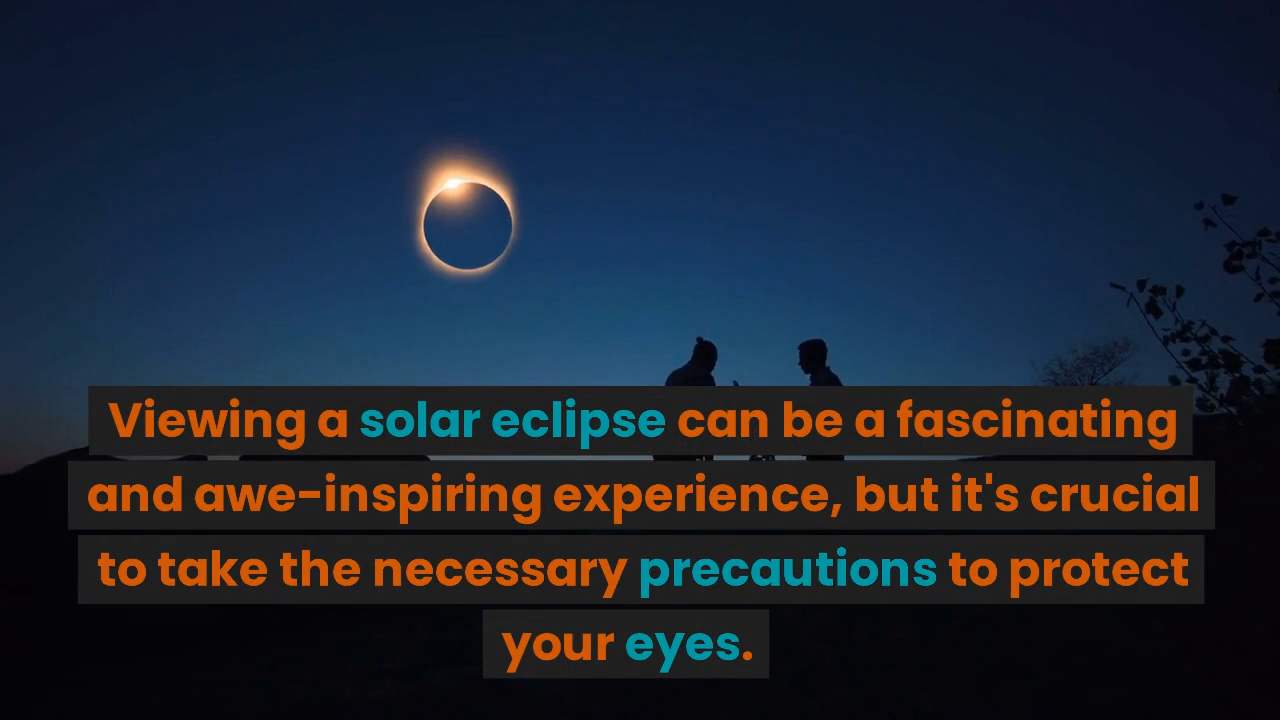 Viewing a solar eclipse can be a fascinating
and awe-inspiring experience, but it's crucial
to take the necessary precautions to protect
your eyes.